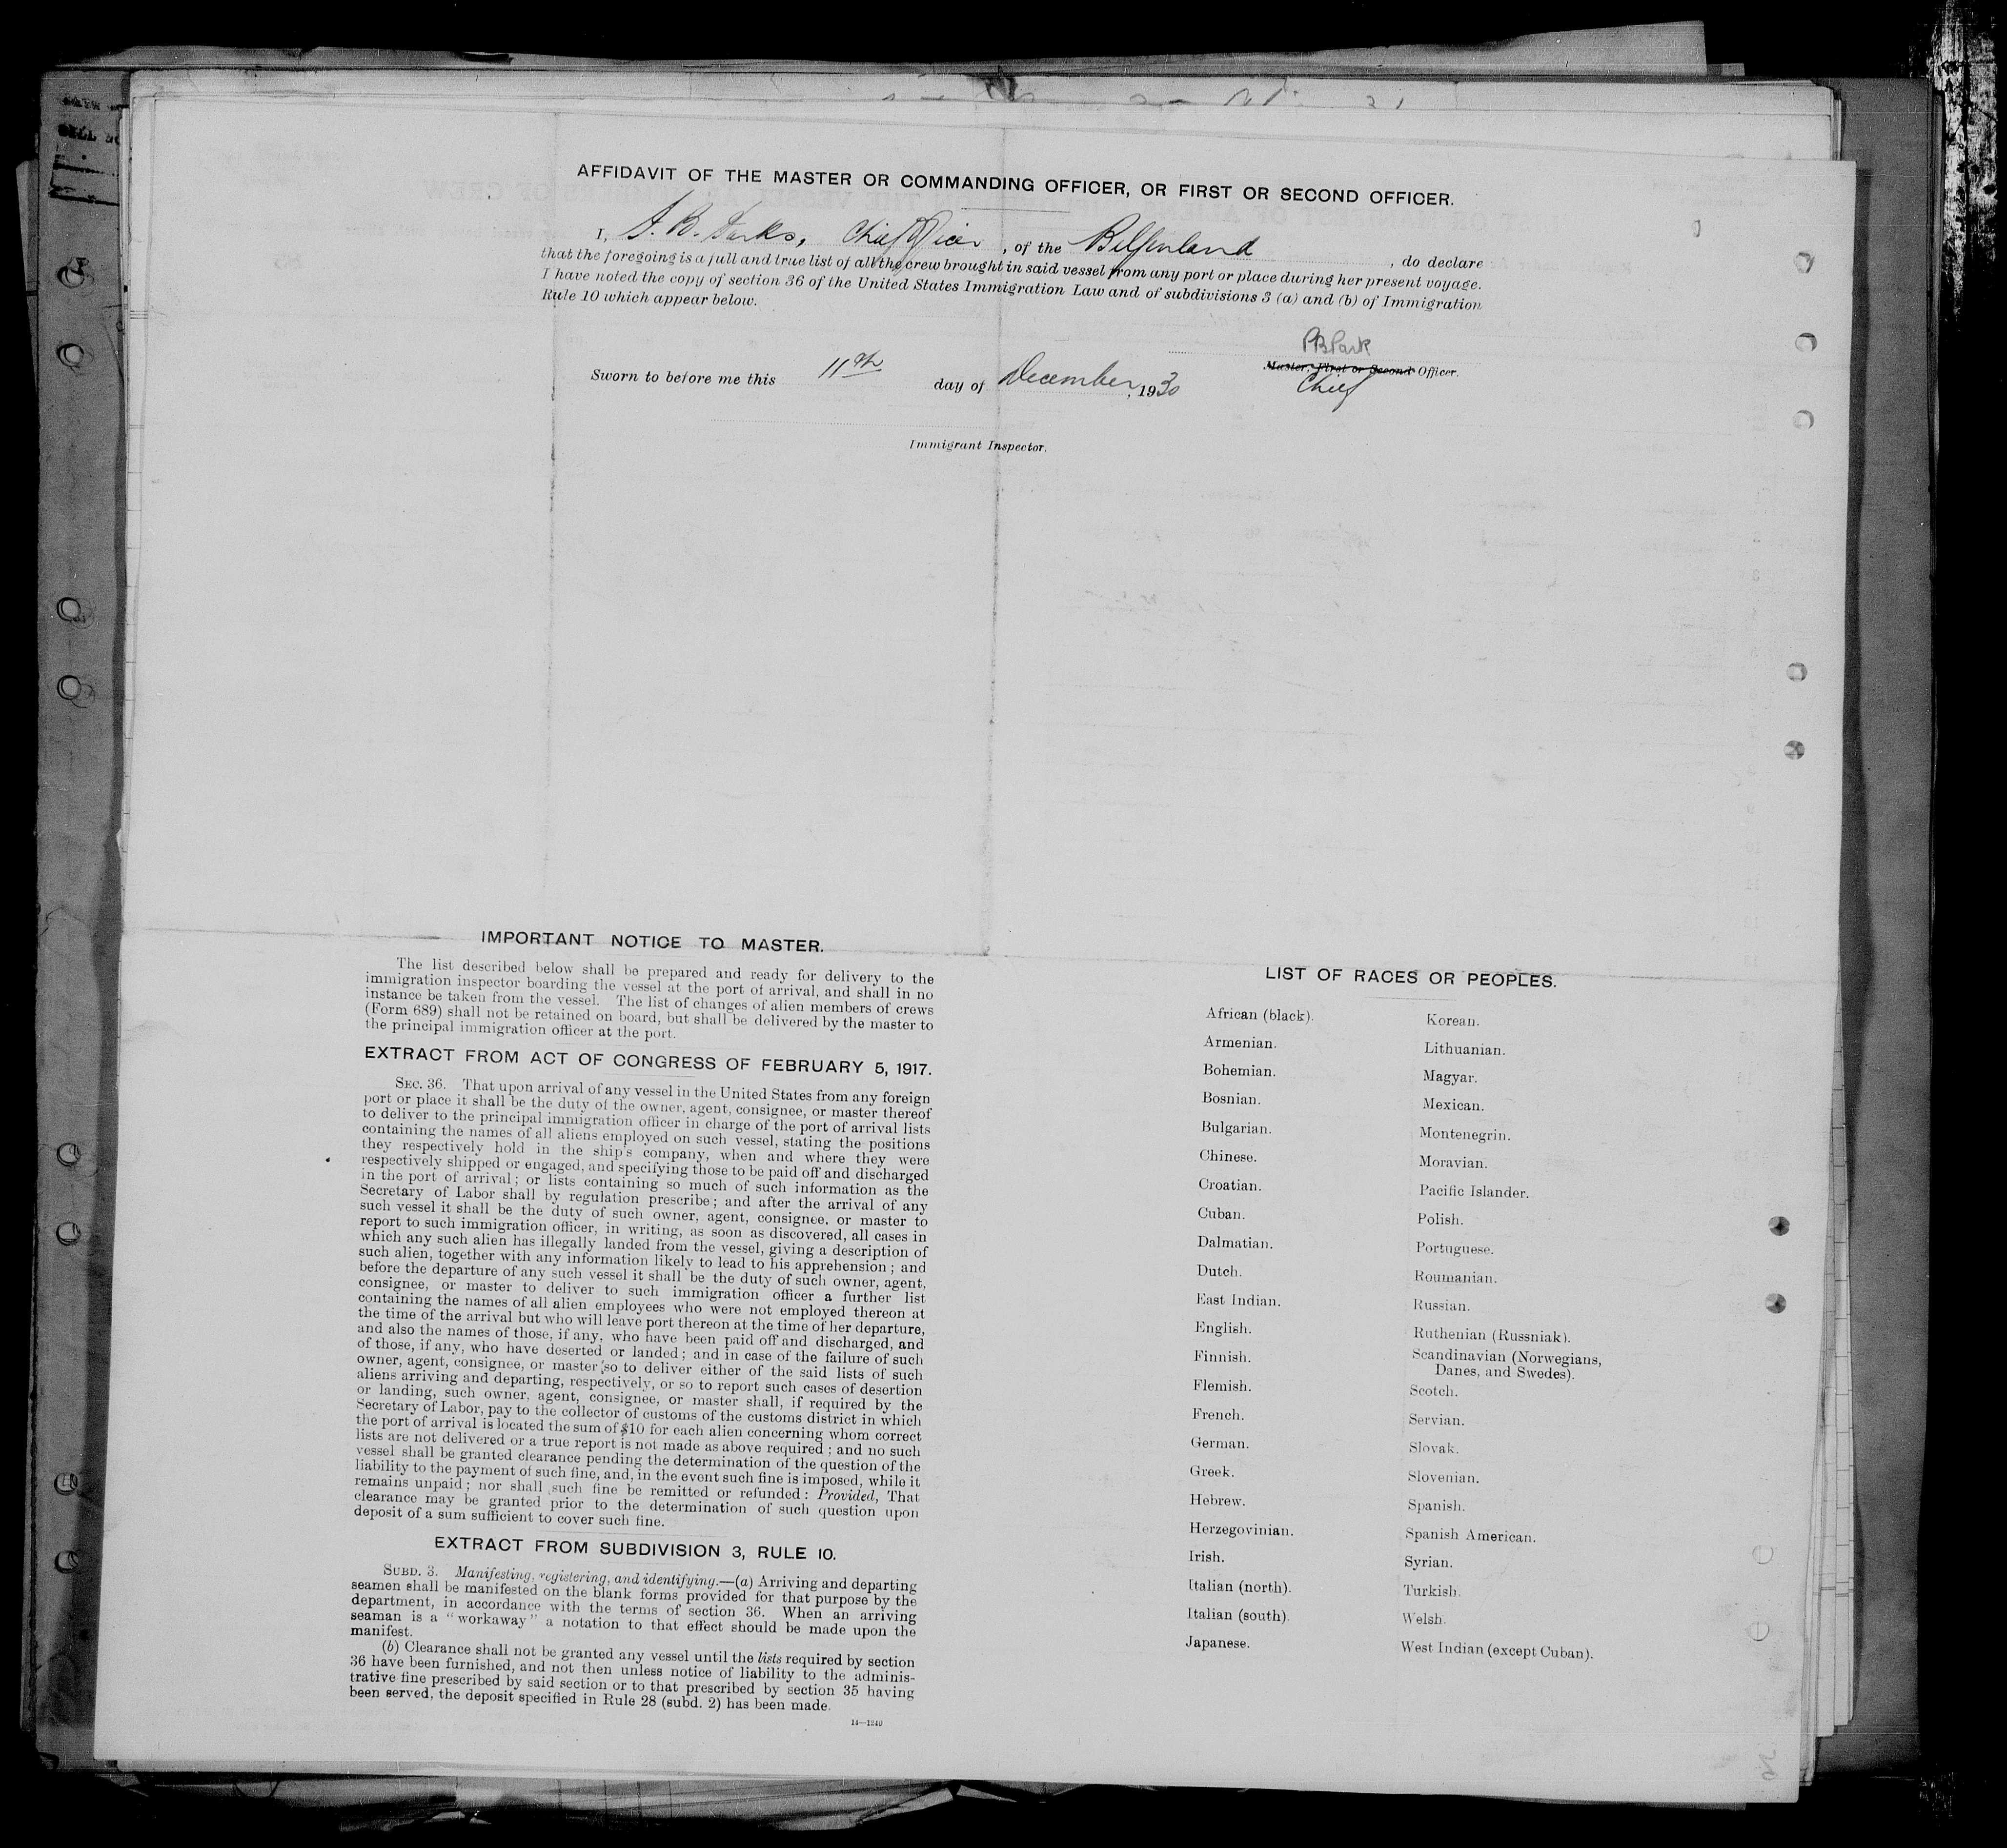 AFFIDAVIT OF THE MASTER OR COMMANDING OFFICER, OR FIRST OR SECOND OFFICER.
I, Chief Officer, of the Belgenland, do declare
that the foregoing is a full and true list of all the crew brought in said vessel from any port or place during her present voyage.
I have noted the copy of section 36 of the United States Immigration Law and of subdivisions 3 (a) and (b) of Immigration
Rule 10 which appear below.
Sworn to before me this 11th day of December, 1930
Master, First or Second Officer.
Chief
Immigrant Inspector.
IMPORTANT NOTICE TO MASTER.
The list described below shall be prepared and ready for delivery to the
immigration inspector boarding the vessel at the port of arrival, and shall in no
instance be taken from the vessel. The list of changes of alien members of crews
(Form 689) shall not be retained on board, but shall be delivered by the master to
the principal immigration officer at the port.
EXTRACT FROM ACT OF CONGRESS OF FEBRUARY 5, 1917.
SEC. 36. That upon arrival of any vessel in the United States from any foreign
port or place it shall be the duty of the owner, agent, consignee, or master thereof
to deliver to the principal immigration officer in charge of the port of arrival lists
containing the names of all aliens employed on such vessel, stating the positions
they respectively hold in the ship's company, when and where they were
respectively shipped or engaged, and specifying those to be paid off and discharged
in the port of arrival; or lists containing so much of such information as the
Secretary of Labor shall by regulation prescribe; and after the arrival of any
such vessel it shall be the duty of such owner, agent, consignee, or master to
report to such immigration officer, in writing, as soon as discovered, all cases in
which any such alien has illegally landed from the vessel, giving a description of
such alien, together with any information likely to lead to his apprehension; and
before the departure of any such vessel it shall be the duty of such owner, agent,
consignee, or master to deliver to such immigration officer a further list
containing the names of all alien employees who were not employed thereon at
the time of the arrival but who will leave port thereon at the time of her departure,
and also the names of those, if any, who have been paid off and discharged, and
of those, if any, who have deserted or landed; and in case of the failure of such
owner, agent, consignee, or master so to deliver either of the said lists of such
aliens arriving and departing, respectively, or so to report such cases of desertion
or landing, such owner, agent, consignee, or master shall, if required by the
Secretary of Labor, pay to the collector of customs of the customs district in which
the port of arrival is located the sum of $10 for each alien concerning whom correct
lists are not delivered or a true report is not made as above required; and no such
vessel shall be granted clearance pending the determination of the question of the
liability to the payment of such fine, and, in the event such fine is imposed, while it
remains unpaid; nor shall such fine be remitted or refunded: Provided, That
clearance may be granted prior to the determination of such question upon
deposit of a sum sufficient to cover such fine.
EXTRACT FROM SUBDIVISION 3, RULE 10.
SUBD. 3. Manifesting, registering, and identifying.—(a) Arriving and departing
seamen shall be manifested on the blank forms provided for that purpose by the
department, in accordance with the terms of section 36. When an arriving
seaman is a "workaway" a notation to that effect should be made upon the
manifest.
(b) Clearance shall not be granted any vessel until the lists required by section
36 have been furnished, and not then unless notice of liability to the adminis-
trative fine prescribed by said section or to that prescribed by section 35 having
been served, the deposit specified in Rule 28 (subd. 2) has been made.
14—1240
LIST OF RACES OR PEOPLES.
African (black).
Armenian.
Bohemian.
Bosnian.
Bulgarian.
Chinese.
Croatian.
Cuban.
Dalmatian.
Dutch.
East Indian.
English.
Finnish.
Flemish.
French.
German.
Greek.
Hebrew.
Herzegovinian.
Irish.
Italian (north).
Italian (south).
Japanese.
Korean.
Lithuanian.
Magyar.
Mexican.
Montenegrin.
Moravian.
Pacific Islander.
Polish.
Portuguese.
Roumanian.
Russian.
Ruthenian (Russniak).
Scandinavian (Norwegians,
Danes, and Swedes).
Scotch.
Servian.
Slovak.
Slovenian.
Spanish.
Spanish American.
Syrian.
Turkish.
Welsh.
West Indian (except Cuban).